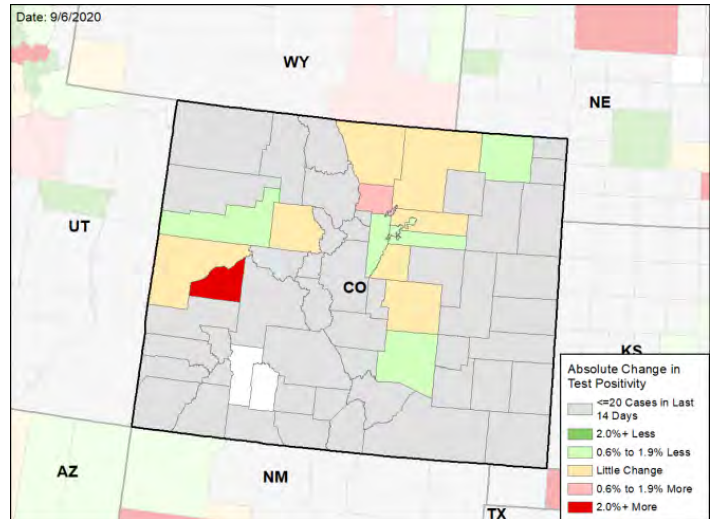 Date: 9/6/2020
WY
NE
UT
CO
KS
AZ
NM
TX
Absolute Change in
Test Positivity
<=20 Cases in Last
14 Days
2.0%+ Less
0.6% to 1.9% Less
Little Change
0.6% to 1.9% More
2.0%+ More